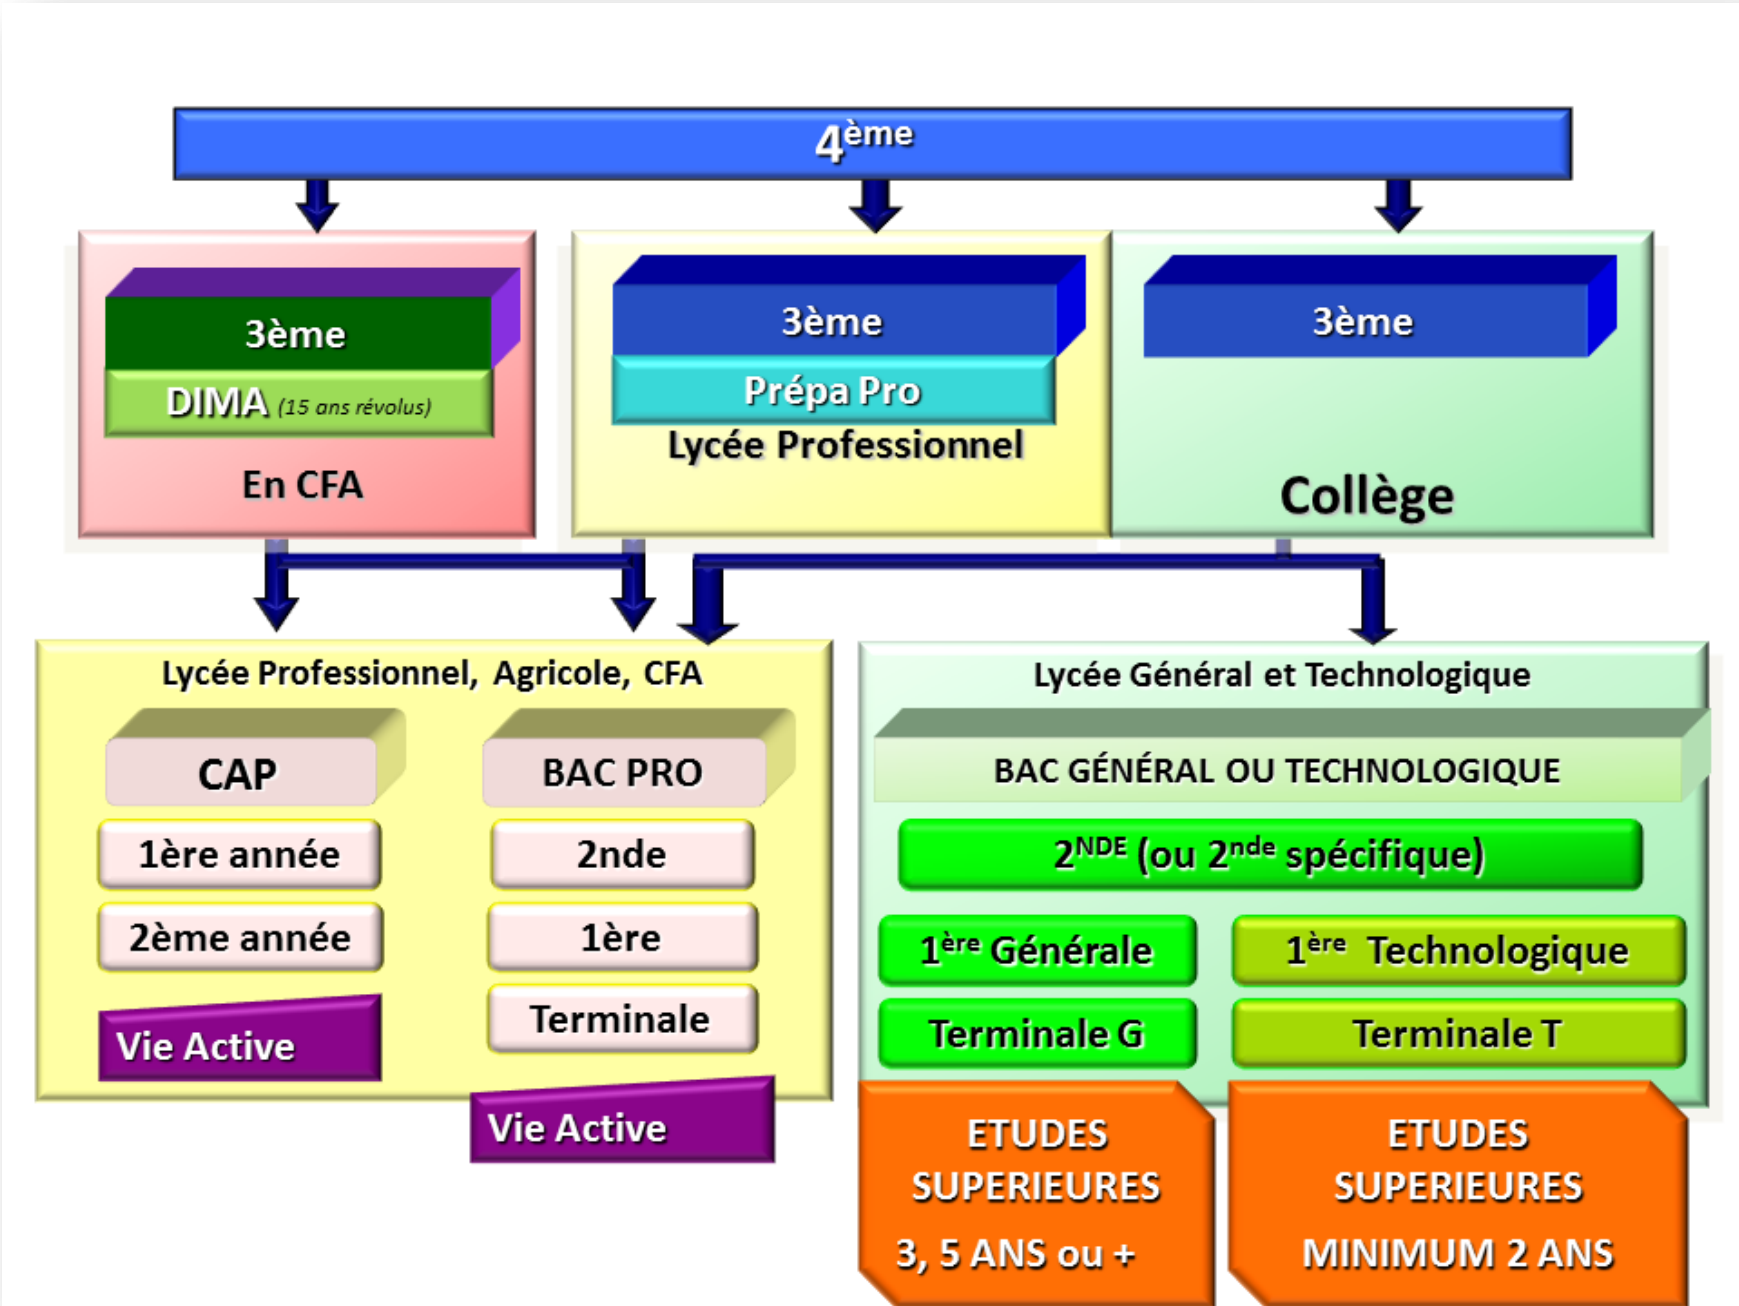 4ème
3ème
DIMA (15 ans révolus)
En CFA
3ème
Prépa Pro
Lycée Professionnel
3ème
Collège
Lycée Professionnel, Agricole, CFA
CAP
1ère année
2ème année
Vie Active
BAC PRO
2nde
1ère
Terminale
Vie Active
Lycée Général et Technologique
BAC GÉNÉRAL OU TECHNOLOGIQUE
2NDE (ou 2nde spécifique)
1ère Générale
Terminale G
ETUDES
SUPERIEURES
3, 5 ANS ou +
1ère Technologique
Terminale T
ETUDES
SUPERIEURES
MINIMUM 2 ANS